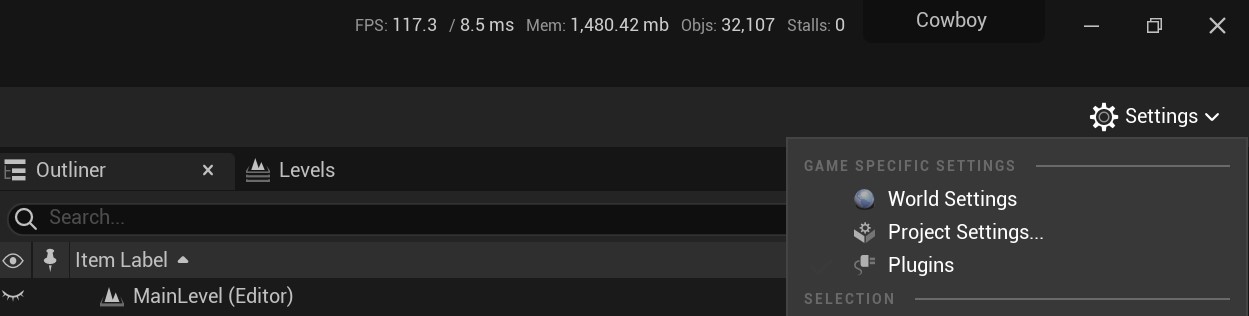 FPS: 117.3 / 8.5 ms Mem: 1,480.42 mb Objs: 32,107 Stalls: 0 Cowboy
Settings
Outliner Levels
GAME SPECIFIC SETTINGS
Search...
World Settings
Project Settings...
Item Label
Plugins
MainLevel (Editor)
SELECTION